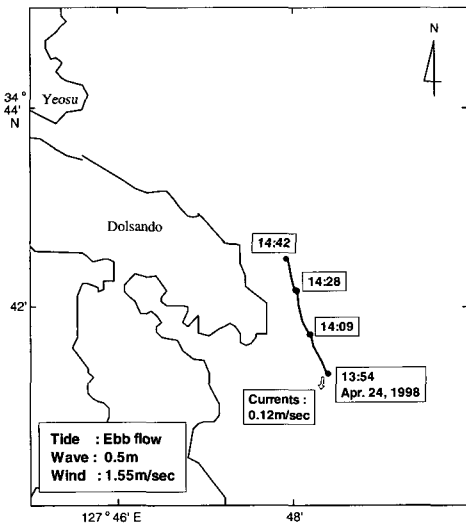 N
34°
44'
N
Yeosu
Dolsando
14:42
14:28
42'
14:09
13:54
Apr. 24, 1998
Currents :
0.12m/sec
Tide : Ebb flow
Wave : 0.5m
Wind : 1.55m/sec
127° 46' E
48'